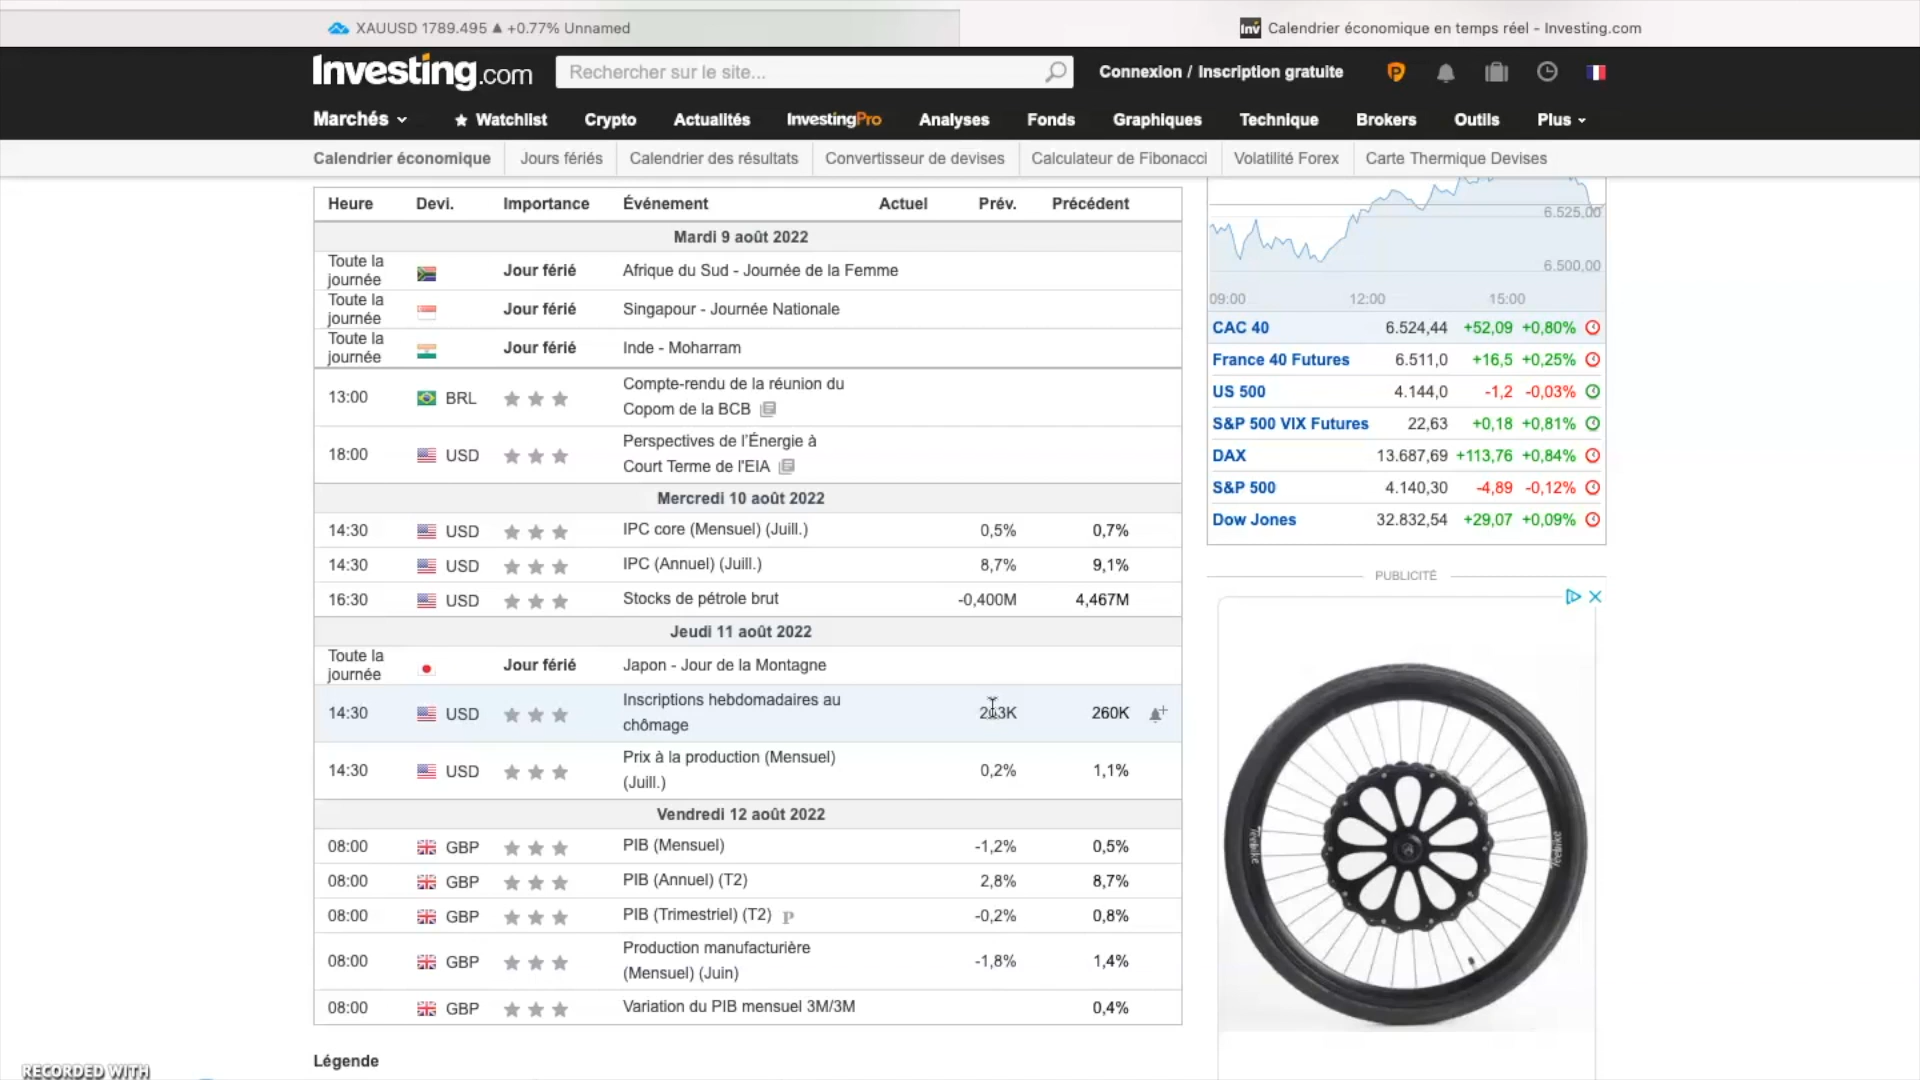 XAUUSD 1789.495 ▲ +0.77% Unnamed
Inv Calendrier économique en temps réel - Investing.com
Investing.com Rechercher sur le site... Connexion / Inscription gratuite
Marchés Watchlist Crypto Actualités InvestingPro Analyses Fonds Graphiques Technique Brokers Outils Plus
Calendrier économique Jours fériés Calendrier des résultats Convertisseur de devises Calculateur de Fibonacci Volatilité Forex Carte Thermique Devises
Heure Devi. Importance Événement Actuel Prév. Précédent
Mardi 9 août 2022
Toute la
journée Jour férié Afrique du Sud - Journée de la Femme
Toute la
journée Jour férié Singapour - Journée Nationale
Toute la
journée Jour férié Inde - Moharram
13:00 BRL Compte-rendu de la réunion du
Copom de la BCB
18:00 USD Perspectives de l'Énergie à
Court Terme de l'EIA
Mercredi 10 août 2022
14:30 USD IPC core (Mensuel) (Juill.) 0,5% 0,7%
14:30 USD IPC (Annuel) (Juill.) 8,7% 9,1%
16:30 USD Stocks de pétrole brut -0,400M 4,467M
Jeudi 11 août 2022
Toute la
journée Jour férié Japon - Jour de la Montagne
14:30 USD Inscriptions hebdomadaires au
chômage 260K
14:30 USD Prix à la production (Mensuel)
(Juill.) 0,2% 1,1%
Vendredi 12 août 2022
08:00 GBP PIB (Mensuel) -1,2% 0,5%
08:00 GBP PIB (Annuel) (T2) 2,8% 8,7%
08:00 GBP PIB (Trimestriel) (T2) P -0,2% 0,8%
08:00 GBP Production manufacturière
(Mensuel) (Juin) -1,8% 1,4%
08:00 GBP Variation du PIB mensuel 3M/3M 0,4%
Légende
6.525,00
6.500,00
09:00 12:00 15:00
CAC 40 6.524,44 +52,09 +0,80%
France 40 Futures 6.511,0 +16,5 +0,25%
US 500 4.144,0 -1,2 -0,03%
S&P 500 VIX Futures 22,63 +0,18 +0,81%
DAX 13.687,69 +113,76 +0,84%
S&P 500 4.140,30 -4,89 -0,12%
Dow Jones 32.832,54 +29,07 +0,09%
PUBLICITÉ
RECORDED WITH